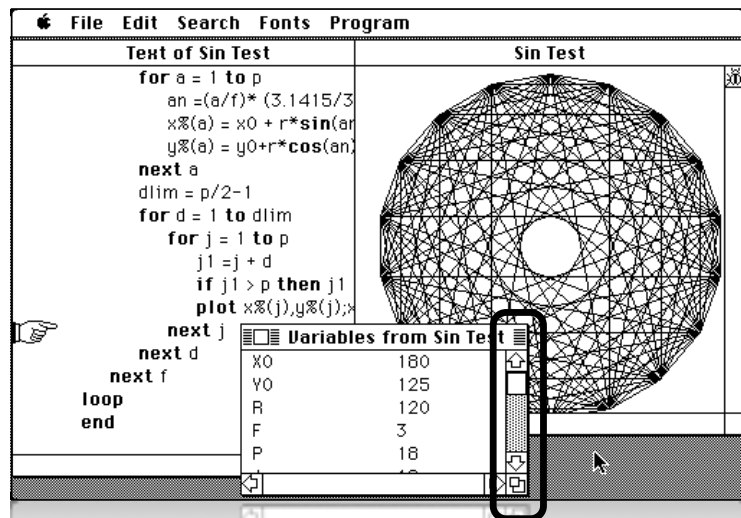 File Edit Search Fonts Program
Text of Sin Test
Sin Test
for a = 1 to p
an =(a/f)* (3.1415/3
x%(a) = x0 + r*sin(an
y%(a) = y0+r*cos(an)
next a
dlim = p/2-1
for d = 1 to dlim
for j = 1 to p
j1 =j + d
if j1 > p then j1
plot x%(j),y%(j);x
next j
next d
next f
loop
end
Variables from Sin Test
X0 180
Y0 125
R 120
F 3
P 18